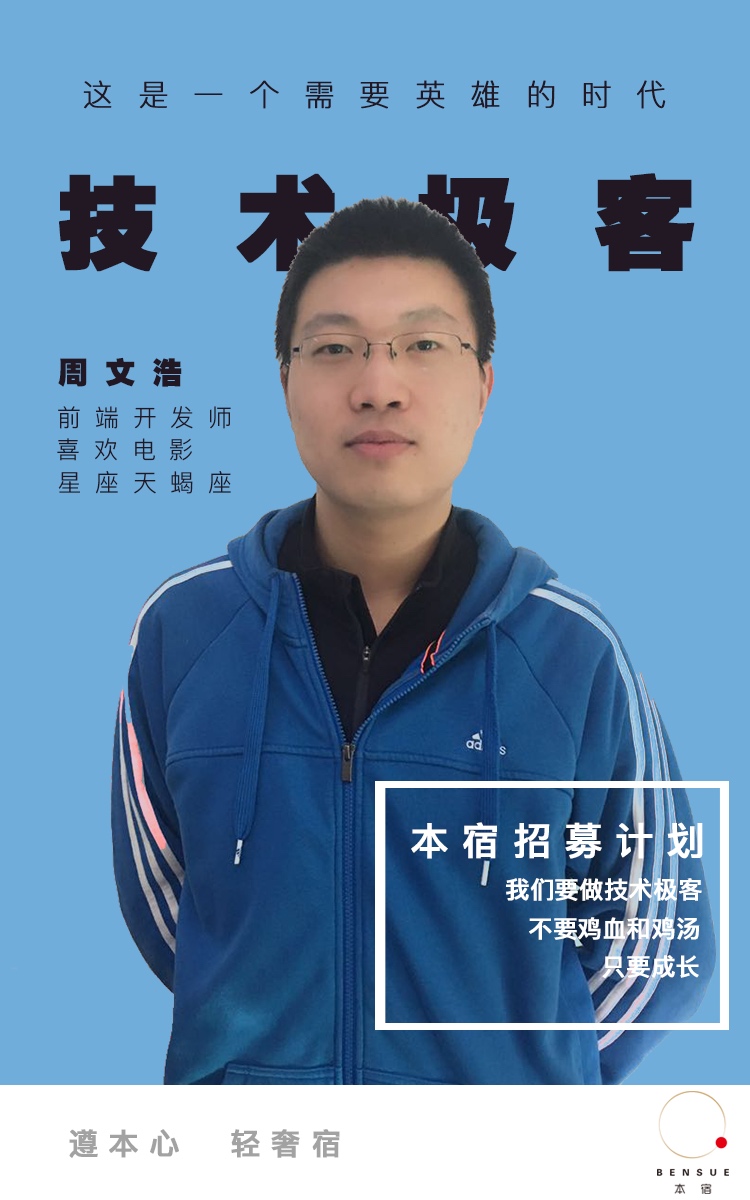 这是一个需要英雄的时代
技术极客
周文浩
前端开发师
喜欢电影
星座天蝎座
adidas
本宿招募计划
我们要做技术极客
不要鸡血和鸡汤
只要成长
遵本心 轻奢宿
BENSUE
本宿